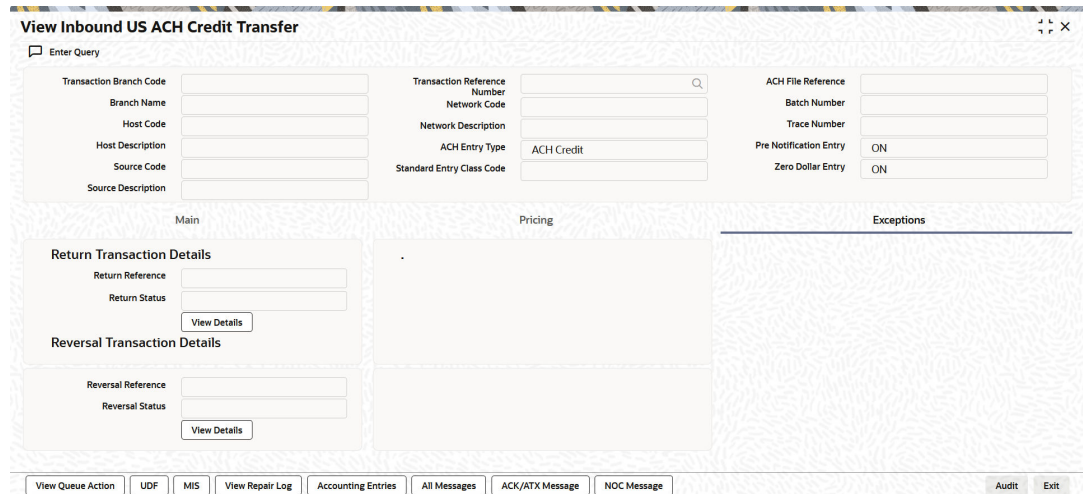 View Inbound US ACH Credit Transfer
Enter Query
Transaction Branch Code
Branch Name
Host Code
Host Description
Source Code
Source Description
Transaction Reference
Number
Network Code
Network Description
ACH Entry Type ACH Credit
Standard Entry Class Code
ACH File Reference
Batch Number
Trace Number
Pre Notification Entry ON
Zero Dollar Entry ON
Main Pricing Exceptions
Return Transaction Details
.
Return Reference
Return Status
View Details
Reversal Transaction Details
Reversal Reference
Reversal Status
View Details
View Queue Action UDF MIS View Repair Log Accounting Entries All Messages ACK/ATX Message NOC Message Audit Exit